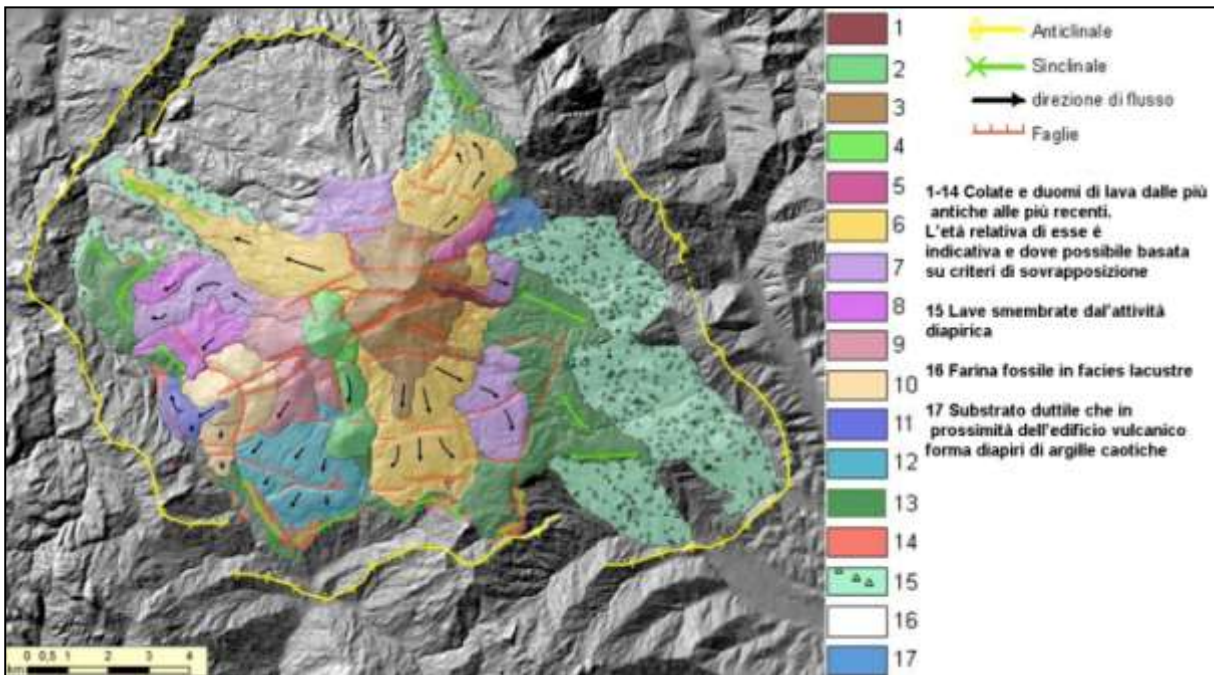 1
2
3
4
5
6
7
8
9
10
11
12
13
14
15
16
17
Anticlinale
Sinclinale
direzione di flusso
Faglie
1-14 Colate e duomi di lava dalle più
antiche alle più recenti.
L'età relativa di esse é
indicativa e dove possibile basata
su criteri di sovrapposizione
15 Lave smembrate dal'attività
diapirica
16 Farina fossile in facies lacustre
17 Substrato duttile che in
prossimità dell'edificio vulcanico
forma diapiri di argille caotiche
0 0,5 1 2 3 4
km